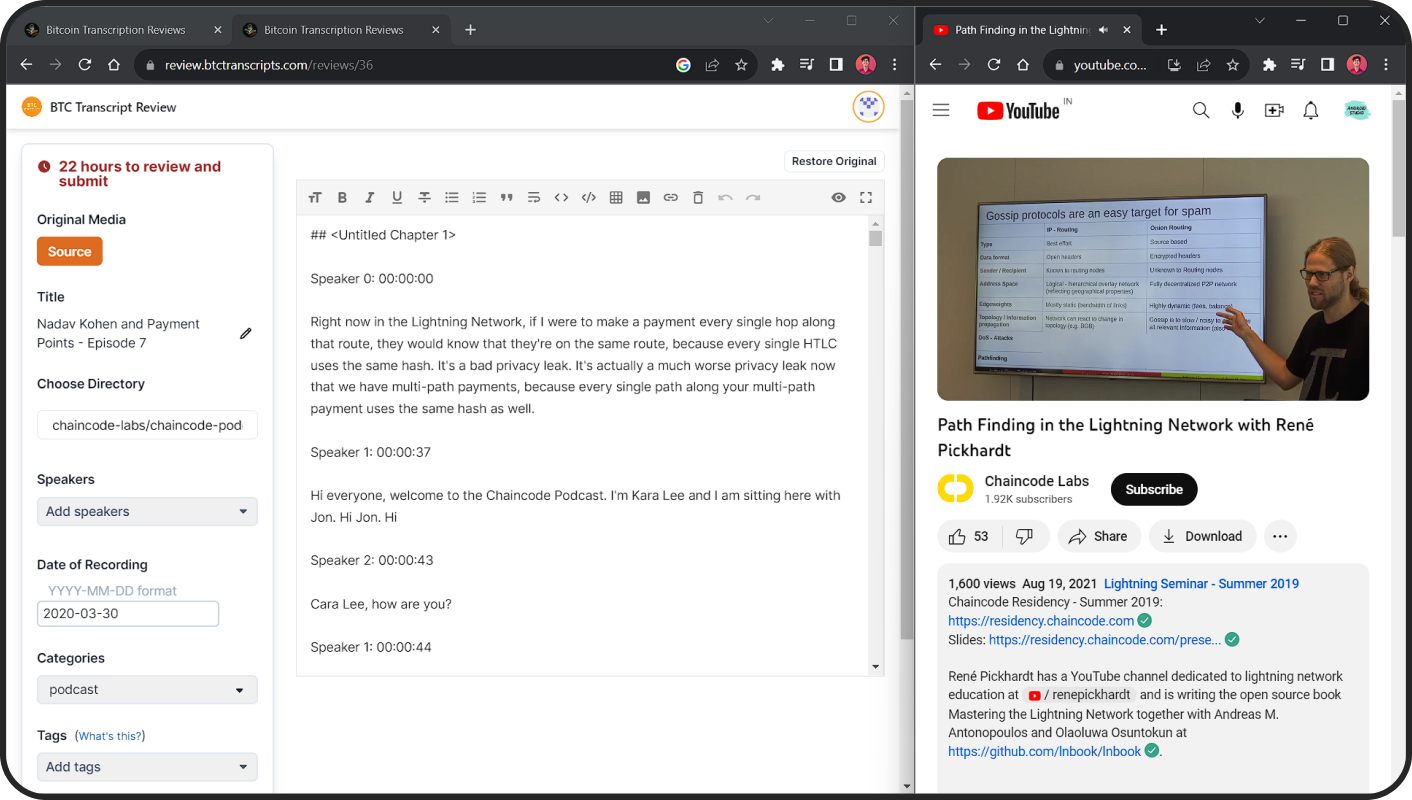 Bitcoin Transcription Reviews
Bitcoin Transcription Reviews
review.btctranscripts.com/reviews/36
BTC Transcript Review
22 hours to review and
submit
Original Media
Source
Title
Nadav Kohen and Payment
Points - Episode 7
Choose Directory
chaincode-labs/chaincode-pod
Speakers
Add speakers
Date of Recording
YYYY-MM-DD format
2020-03-30
Categories
podcast
Tags (What's this?)
Add tags
Restore Original
## <Untitled Chapter 1>
Speaker 0: 00:00:00
Right now in the Lightning Network, if I were to make a payment every single hop along
that route, they would know that they're on the same route, because every single HTLC
uses the same hash. It's a bad privacy leak. It's actually a much worse privacy leak now
that we have multi-path payments, because every single path along your multi-path
payment uses the same hash as well.
Speaker 1: 00:00:37
Hi everyone, welcome to the Chaincode Podcast. I'm Kara Lee and I am sitting here with
Jon. Hi Jon. Hi
Speaker 2: 00:00:43
Cara Lee, how are you?
Speaker 1: 00:00:44
Path Finding in the Lightnin
youtube.co...
YouTube IN
Gossip protocols are an easy target for spam
IP - Routing Onion Routing
Type Best effort Source based
Data format Open headers Encrypted headers
Sender / Recipient Known to routing nodes Unknown to Routing nodes
Address Space Logical - hierarchical overlay network Fully decentralized P2P network
(reflecting geographical properties)
Edgeweights Mostly static (bandwidth of links) Highly dynamic (fees, balance
Topology / Information Network can react to change in Gossip is to slow / noisy to
propagation topology (e.g. BGB) all relevant information
DoS - Attacks
Pathfinding
Path Finding in the Lightning Network with René
Pickhardt
Chaincode Labs
1.92K subscribers
Subscribe
53
Share
Download
1,600 views Aug 19, 2021 Lightning Seminar - Summer 2019
Chaincode Residency - Summer 2019:
https://residency.chaincode.com
Slides: https://residency.chaincode.com/prese...
René Pickhardt has a YouTube channel dedicated to lightning network
education at / renepickhardt and is writing the open source book
Mastering the Lightning Network together with Andreas M.
Antonopoulos and Olaoluwa Osuntokun at
https://github.com/lnbook/lnbook .